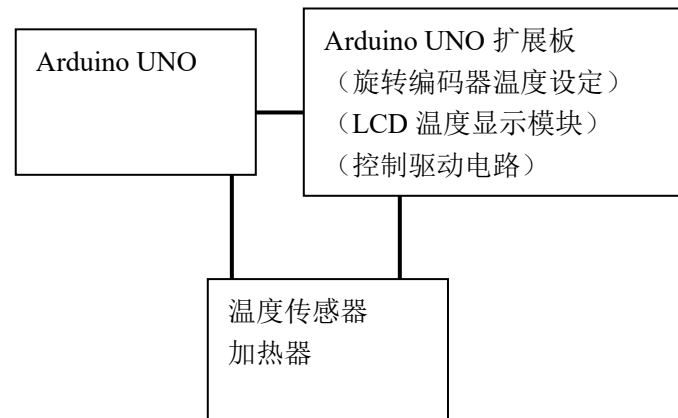 Arduino UNO
Arduino UNO 扩展板
（旋转编码器温度设定）
（LCD 温度显示模块）
（控制驱动电路）
温度传感器
加热器